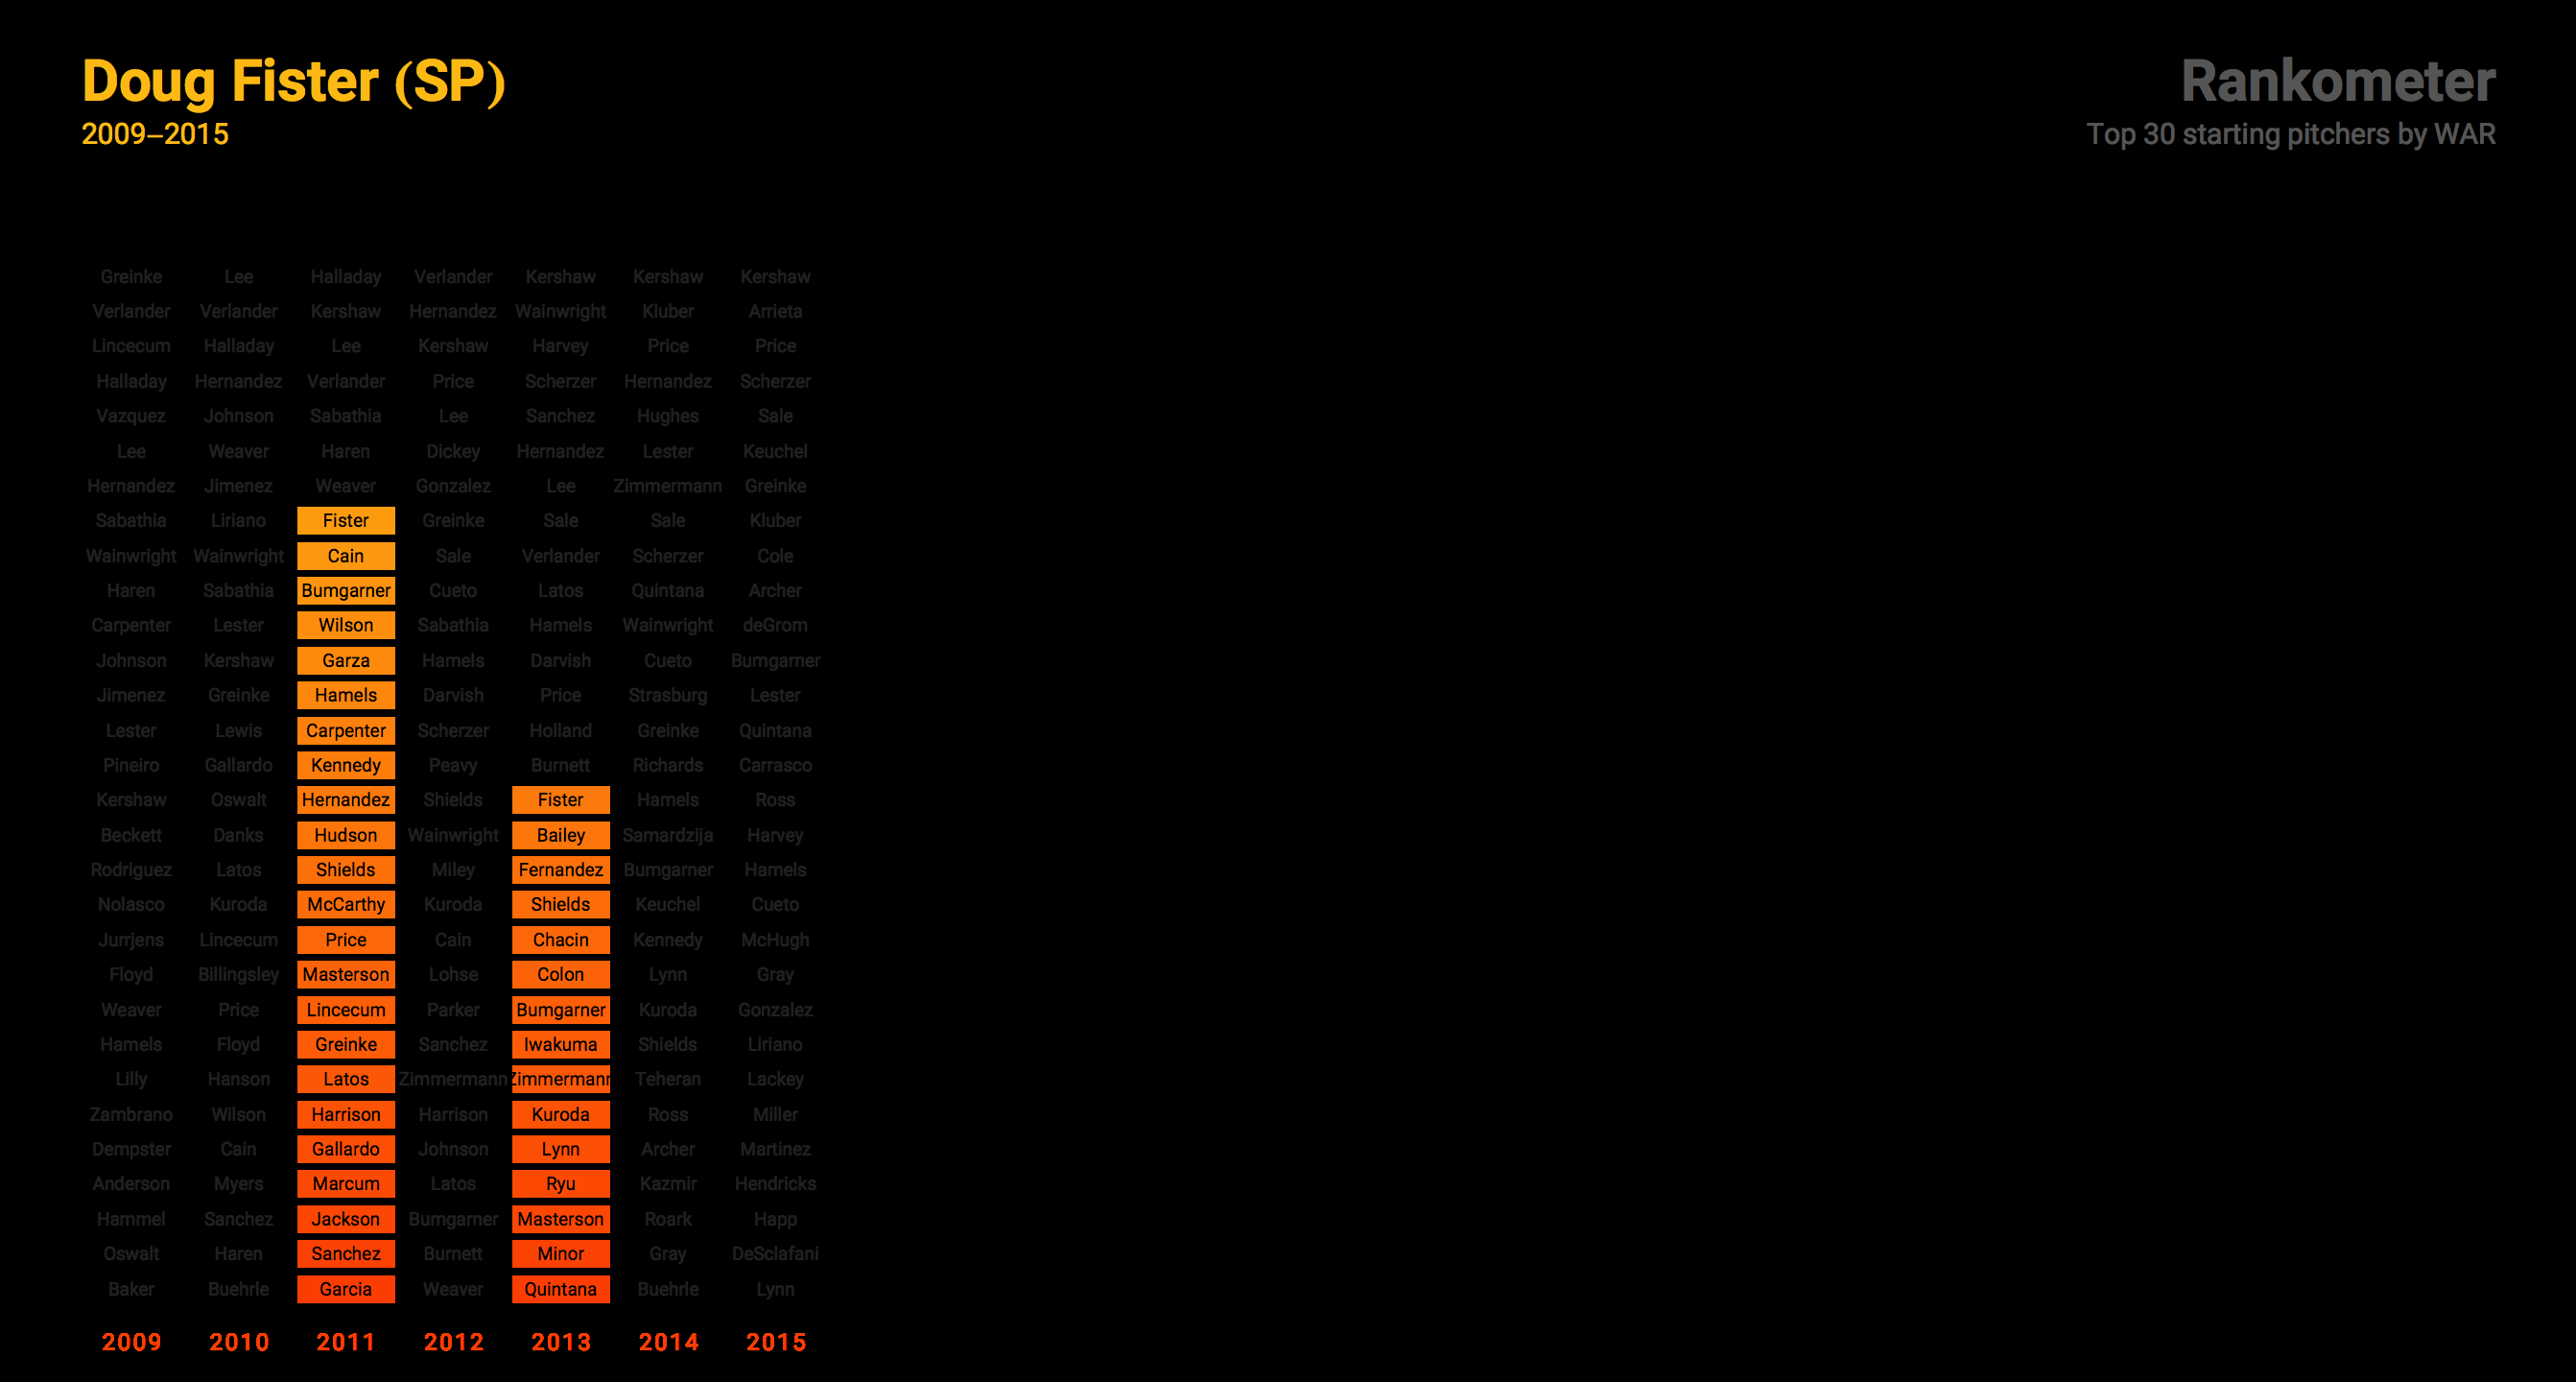 Doug Fister (SP)
2009–2015
Rankometer
Top 30 starting pitchers by WAR
Greinke Lee Halladay Verlander Kershaw Kershaw Kershaw
Verlander Verlander Kershaw Hernandez Wainwright Kluber Arrieta
Lincecum Halladay Lee Kershaw Harvey Price Price
Halladay Hernandez Verlander Price Scherzer Hernandez Scherzer
Vazquez Johnson Sabathia Lee Sanchez Hughes Sale
Lee Weaver Haren Dickey Hernandez Lester Keuchel
Hernandez Jimenez Weaver Gonzalez Lee Zimmermann Greinke
Sabathia Liriano Fister Greinke Sale Sale Kluber
Wainwright Wainwright Cain Sale Verlander Scherzer Cole
Haren Sabathia Bumgarner Cueto Latos Quintana Archer
Carpenter Lester Wilson Sabathia Hamels Wainwright deGrom
Johnson Kershaw Garza Hamels Darvish Cueto Bumgarner
Jimenez Greinke Hamels Darvish Price Strasburg Lester
Lester Lewis Carpenter Scherzer Holland Greinke Quintana
Pineiro Gallardo Kennedy Peavy Burnett Richards Carrasco
Kershaw Oswalt Hernandez Shields Fister Hamels Ross
Beckett Danks Hudson Wainwright Bailey Samardzija Harvey
Rodriguez Latos Shields Miley Fernandez Bumgarner Hamels
Nolasco Kuroda McCarthy Kuroda Shields Keuchel Cueto
Jurrjens Lincecum Price Cain Chacin Kennedy McHugh
Floyd Billingsley Masterson Lohse Colon Lynn Gray
Weaver Price Lincecum Parker Bumgarner Kuroda Gonzalez
Hamels Floyd Greinke Sanchez Iwakuma Shields Liriano
Lilly Hanson Latos Zimmermann Zimmermann Teheran Lackey
Zambrano Wilson Harrison Harrison Kuroda Ross Miller
Dempster Cain Gallardo Johnson Lynn Archer Martinez
Anderson Myers Marcum Latos Ryu Kazmir Hendricks
Hammel Sanchez Jackson Bumgarner Masterson Roark Happ
Oswalt Haren Sanchez Burnett Minor Gray DeSclafani
Baker Buehrle Garcia Weaver Quintana Buehrle Lynn
2009 2010 2011 2012 2013 2014 2015